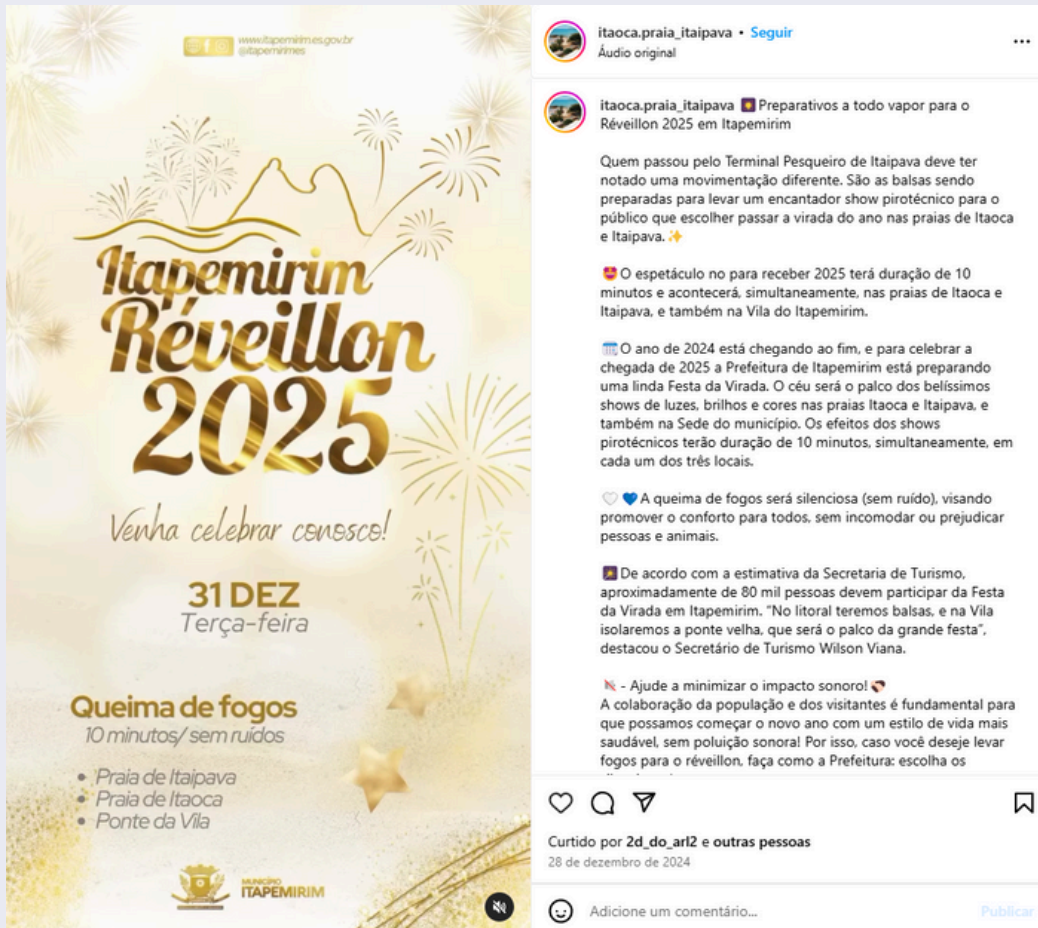 www.itapemirim.es.gov.br
@itapemirimes
Itapemirim
Réveillon
2025
Venha celebrar conosco!
31 DEZ
Terça-feira
Queima de fogos
10 minutos/ sem ruídos
• Praia de Itaipava
• Praia de Itaoca
• Ponte da Vila
MUNICÍPIO
ITAPEMIRIM
itaoca.praia_itaipava • Seguir
Áudio original
itaoca.praia_itaipava 🎆Preparativos a todo vapor para o
Réveillon 2025 em Itapemirim
Quem passou pelo Terminal Pesqueiro de Itaipava deve ter
notado uma movimentação diferente. São as balsas sendo
preparadas para levar um encantador show pirotécnico para o
público que escolher passar a virada do ano nas praias de Itaoca
e Itaipava.✨
🤩O espetáculo no para receber 2025 terá duração de 10
minutos e acontecerá, simultaneamente, nas praias de Itaoca e
Itaipava, e também na Vila do Itapemirim.
🗓️O ano de 2024 está chegando ao fim, e para celebrar a
chegada de 2025 a Prefeitura de Itapemirim está preparando
uma linda Festa da Virada. O céu será o palco dos belíssimos
shows de luzes, brilhos e cores nas praias Itaoca e Itaipava, e
também na Sede do município. Os efeitos dos shows
pirotécnicos terão duração de 10 minutos, simultaneamente, em
cada um dos três locais.
🤍 💙A queima de fogos será silenciosa (sem ruído), visando
promover o conforto para todos, sem incomodar ou prejudicar
pessoas e animais.
🎆De acordo com a estimativa da Secretaria de Turismo,
aproximadamente de 80 mil pessoas devem participar da Festa
da Virada em Itapemirim. "No litoral teremos balsas, e na Vila
isolaremos a ponte velha, que será o palco da grande festa",
destacou o Secretário de Turismo Wilson Viana.
🔕 - Ajude a minimizar o impacto sonoro!
A colaboração da população e dos visitantes é fundamental para
que possamos começar o novo ano com um estilo de vida mais
saudável, sem poluição sonora! Por isso, caso você deseje levar
fogos para o réveillon, faça como a Prefeitura: escolha os
Curtido por 2d_do_arl2 e outras pessoas
28 de dezembro de 2024
Adicione um comentário...
Publicar